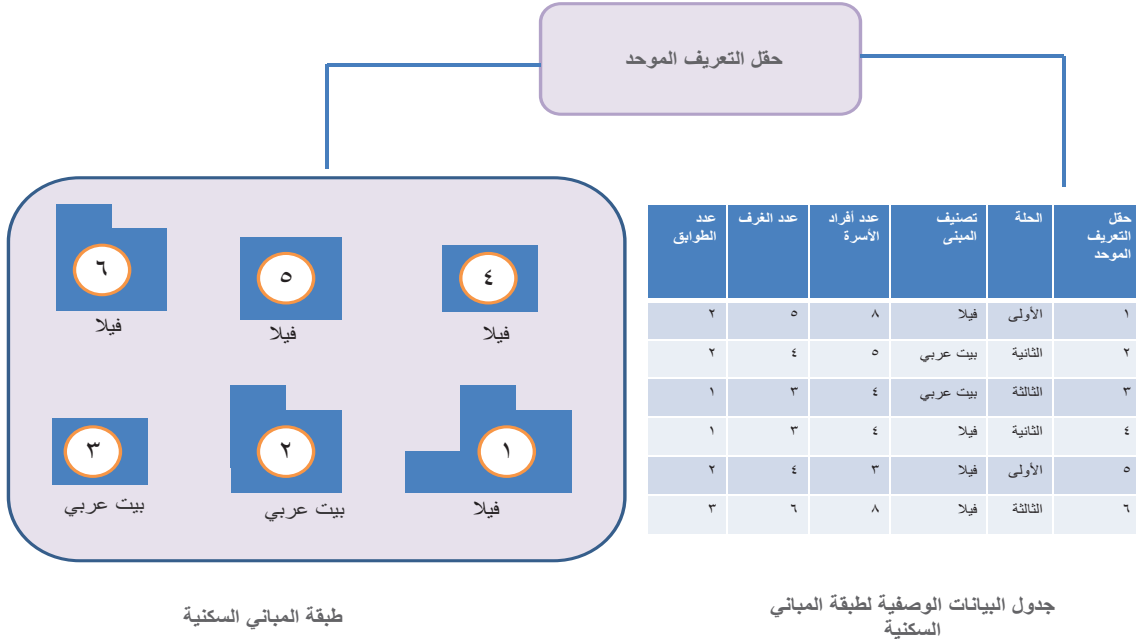 حقل التعريف الموحد
حقل التعريف الموحد
الحلة
تصنيف المبنى
عدد أفراد الأسرة
عدد الغرف
عدد الطوابق
١ الأولى فيلا ٨ ٥ ٢
٢ الثانية بيت عربي ٥ ٤ ٢
٣ الثالثة بيت عربي ٤ ٣ ١
٤ الثانية فيلا ٤ ٣ ١
٥ الأولى فيلا ٣ ٤ ٢
٦ الثالثة فيلا ٨ ٦ ٣
جدول البيانات الوصفية لطبقة المباني
السكنية
٤ ٥ ٦
فيلا فيلا فيلا
١ ٢ ٣
فيلا بيت عربي بيت عربي
طبقة المباني السكنية